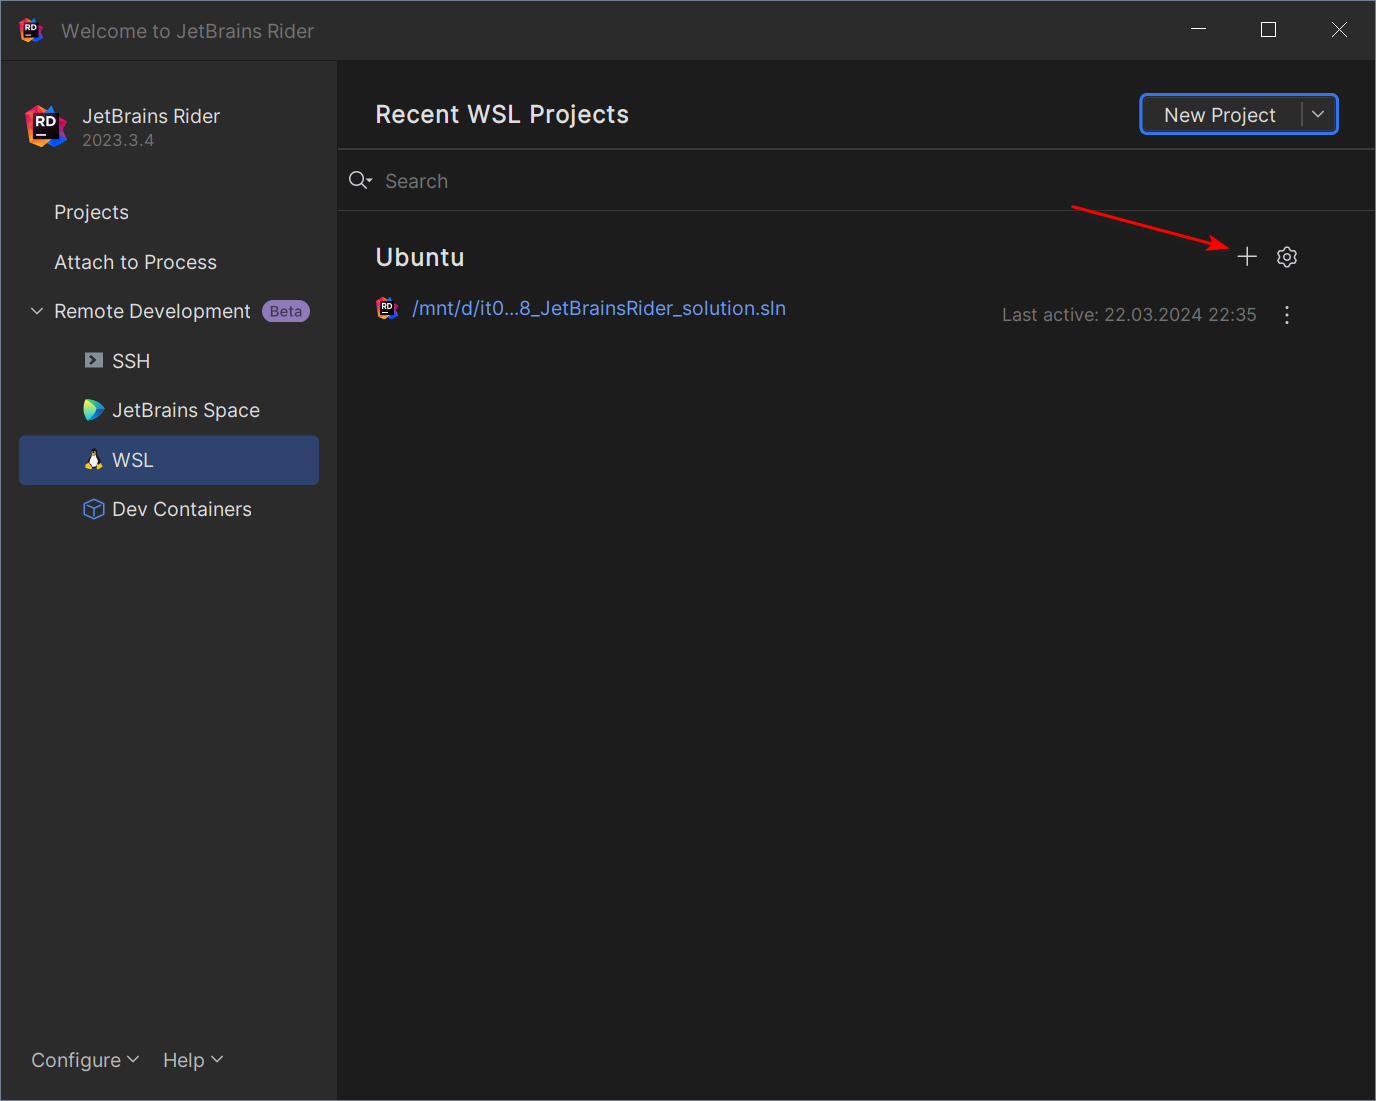 Welcome to JetBrains Rider
JetBrains Rider
2023.3.4
Projects
Attach to Process
Remote Development Beta
SSH
JetBrains Space
WSL
Dev Containers
Configure Help
Recent WSL Projects
New Project
Search
Ubuntu
/mnt/d/it0...8_JetBrainsRider_solution.sln
Last active: 22.03.2024 22:35